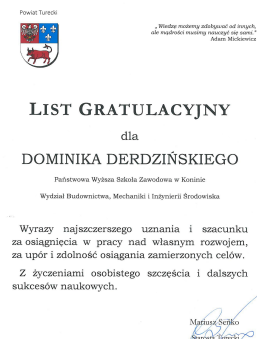 Powiat Turecki
„Wiedzę możemy zdobywać od innych,
ale mądrości musimy nauczyć się sami."
Adam Mickiewicz
LIST GRATULACYJNY
dla
DOMINIKA DERDZIŃSKIEGO
Państwowa Wyższa Szkoła Zawodowa w Koninie
Wydział Budownictwa, Mechaniki i Inżynierii Środowiska
Wyrazy najszczerszego uznania i szacunku
za osiągnięcia w pracy nad własnym rozwojem,
za upór i zdolność osiągania zamierzonych celów.
Z życzeniami osobistego szczęścia i dalszych
sukcesów naukowych.
Mariusz Seńko
Starosta Turecki